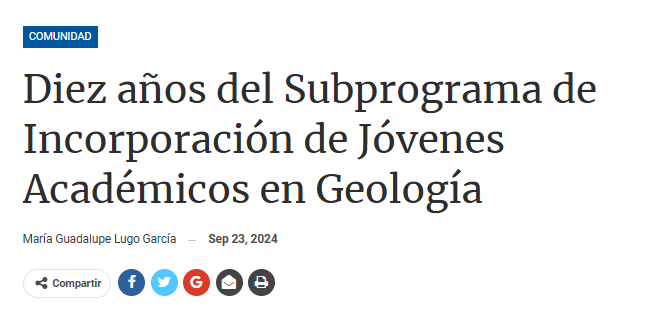 COMUNIDAD
Diez años del Subprograma de
Incorporación de Jóvenes
Académicos en Geología
María Guadalupe Lugo García — Sep 23, 2024
Compartir